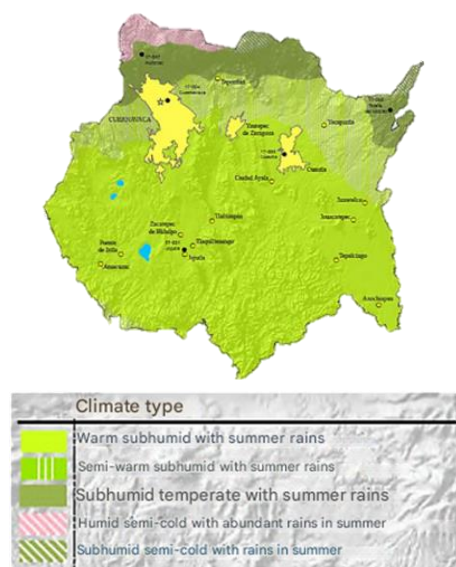 Tepoztlán
CUERNAVACA
Cuernavaca
Yautepec
de Zaragoza
Yecapixtla
Cuautla
Ciudad Ayala
Tlaltizapán
Zacatepec
de Hidalgo
Tlaquiltenango
Jojutla
Puente
de Ixtla
Amacuzac
Jonacatepec
Tepalcingo
Axochiapan
Climate type
Warm subhumid with summer rains
Semi-warm subhumid with summer rains
Subhumid temperate with summer rains
Humid semi-cold with abundant rains in summer
Subhumid semi-cold with rains in summer